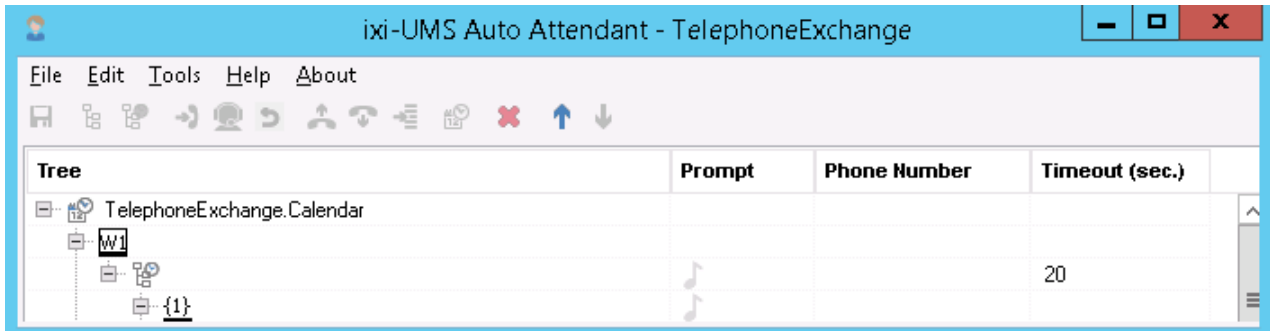 ixi-UMS Auto Attendant - TelephoneExchange
File Edit Tools Help About
Tree Prompt Phone Number Timeout (sec.)
TelephoneExchange.Calendar
W1
20
{1}